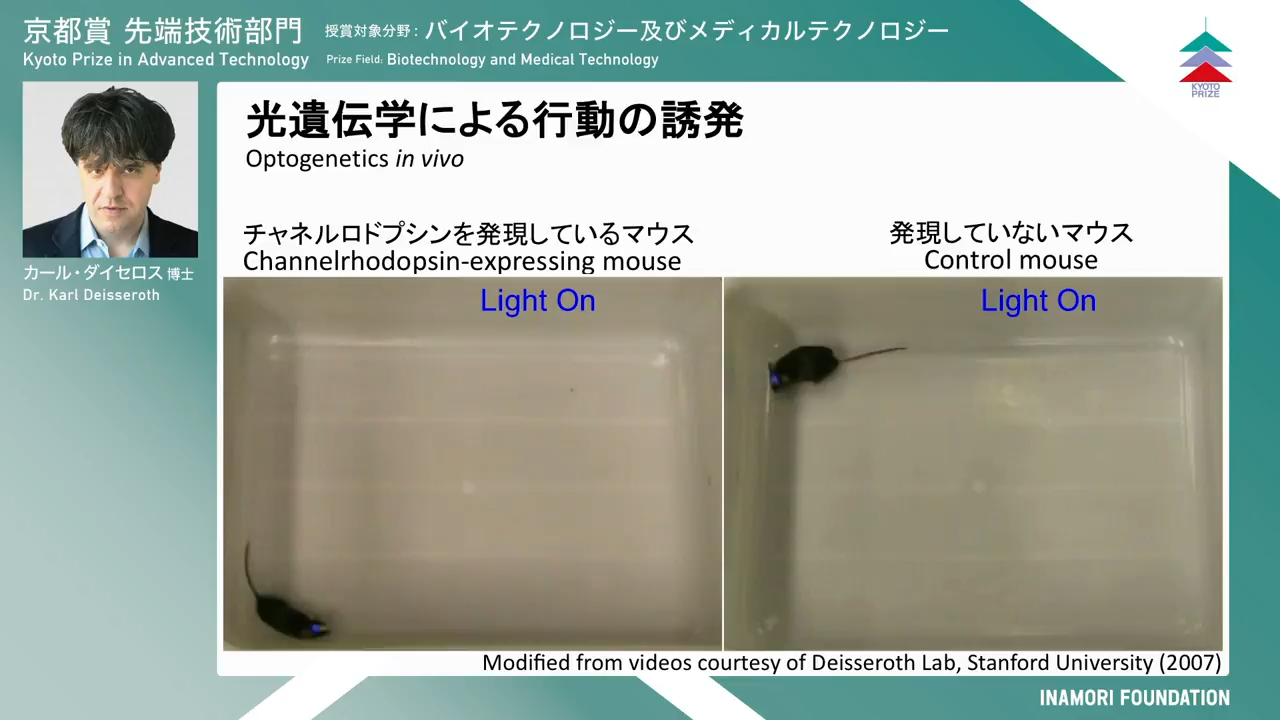 京都賞 先端技術部門 授賞対象分野：バイオテクノロジー及びメディカルテクノロジー
Kyoto Prize in Advanced Technology Prize Field: Biotechnology and Medical Technology
KYOTO
PRIZE
カール・ダイセロス 博士
Dr. Karl Deisseroth
光遺伝学による行動の誘発
Optogenetics in vivo
チャネルロドプシンを発現しているマウス
Channelrhodopsin-expressing mouse
発現していないマウス
Control mouse
Light On
Light On
Modified from videos courtesy of Deisseroth Lab, Stanford University (2007)
INAMORI FOUNDATION